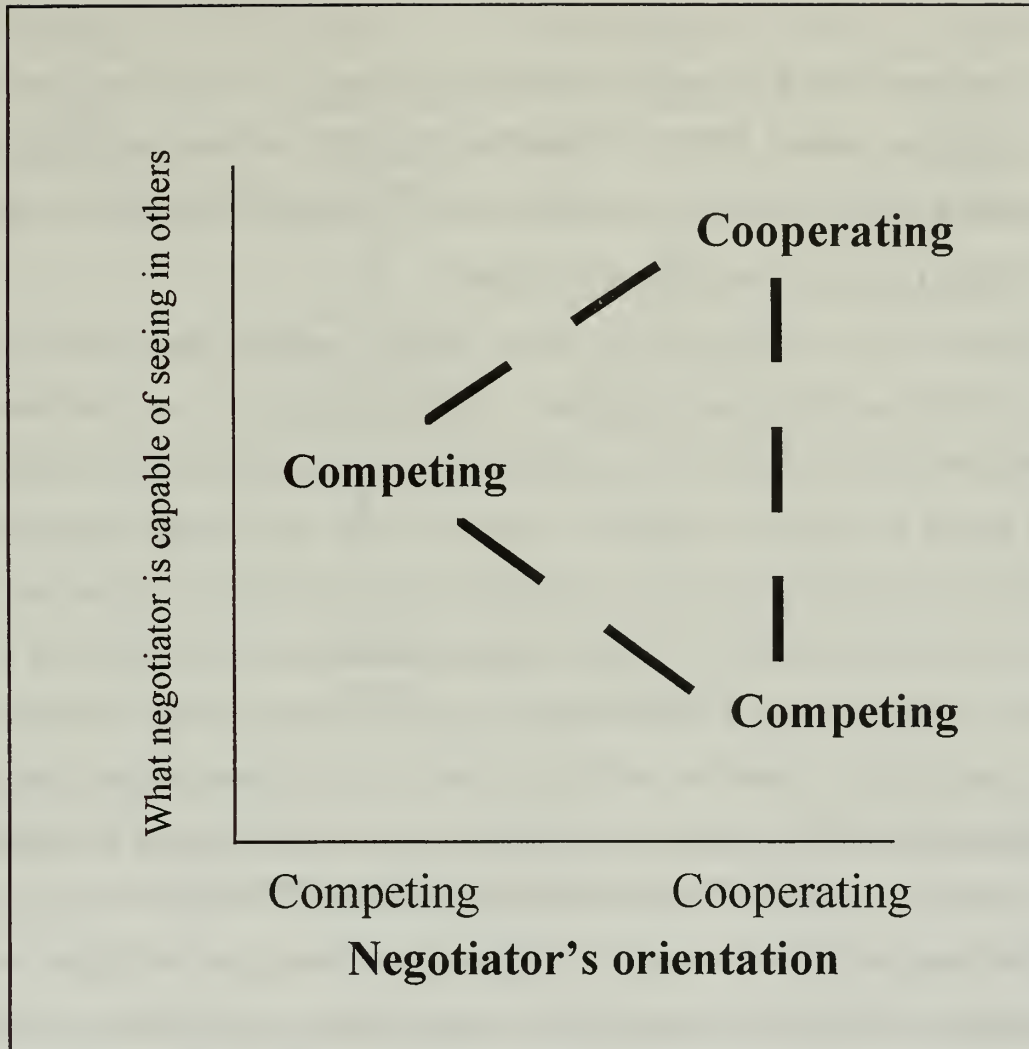 What negotiator is capable of seeing in others
Cooperating
Competing
Competing
Competing Cooperating
Negotiator's orientation